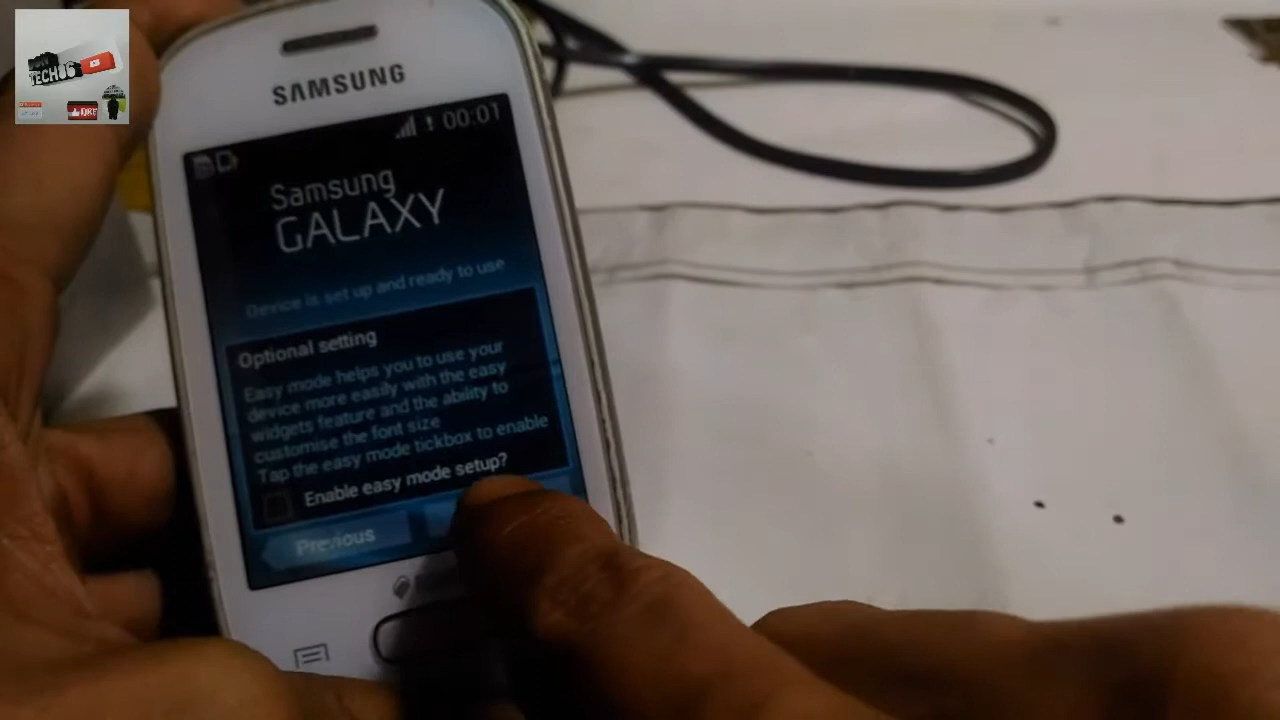 TECH06
SAMSUNG
00:01
Samsung
GALAXY
Device is set up and ready to use
Optional setting
Easy mode helps you to use your
device more easily with the easy
widgets feature and the ability to
customise the font size
Tap the easy mode tickbox to enable
Enable easy mode setup?
Previous